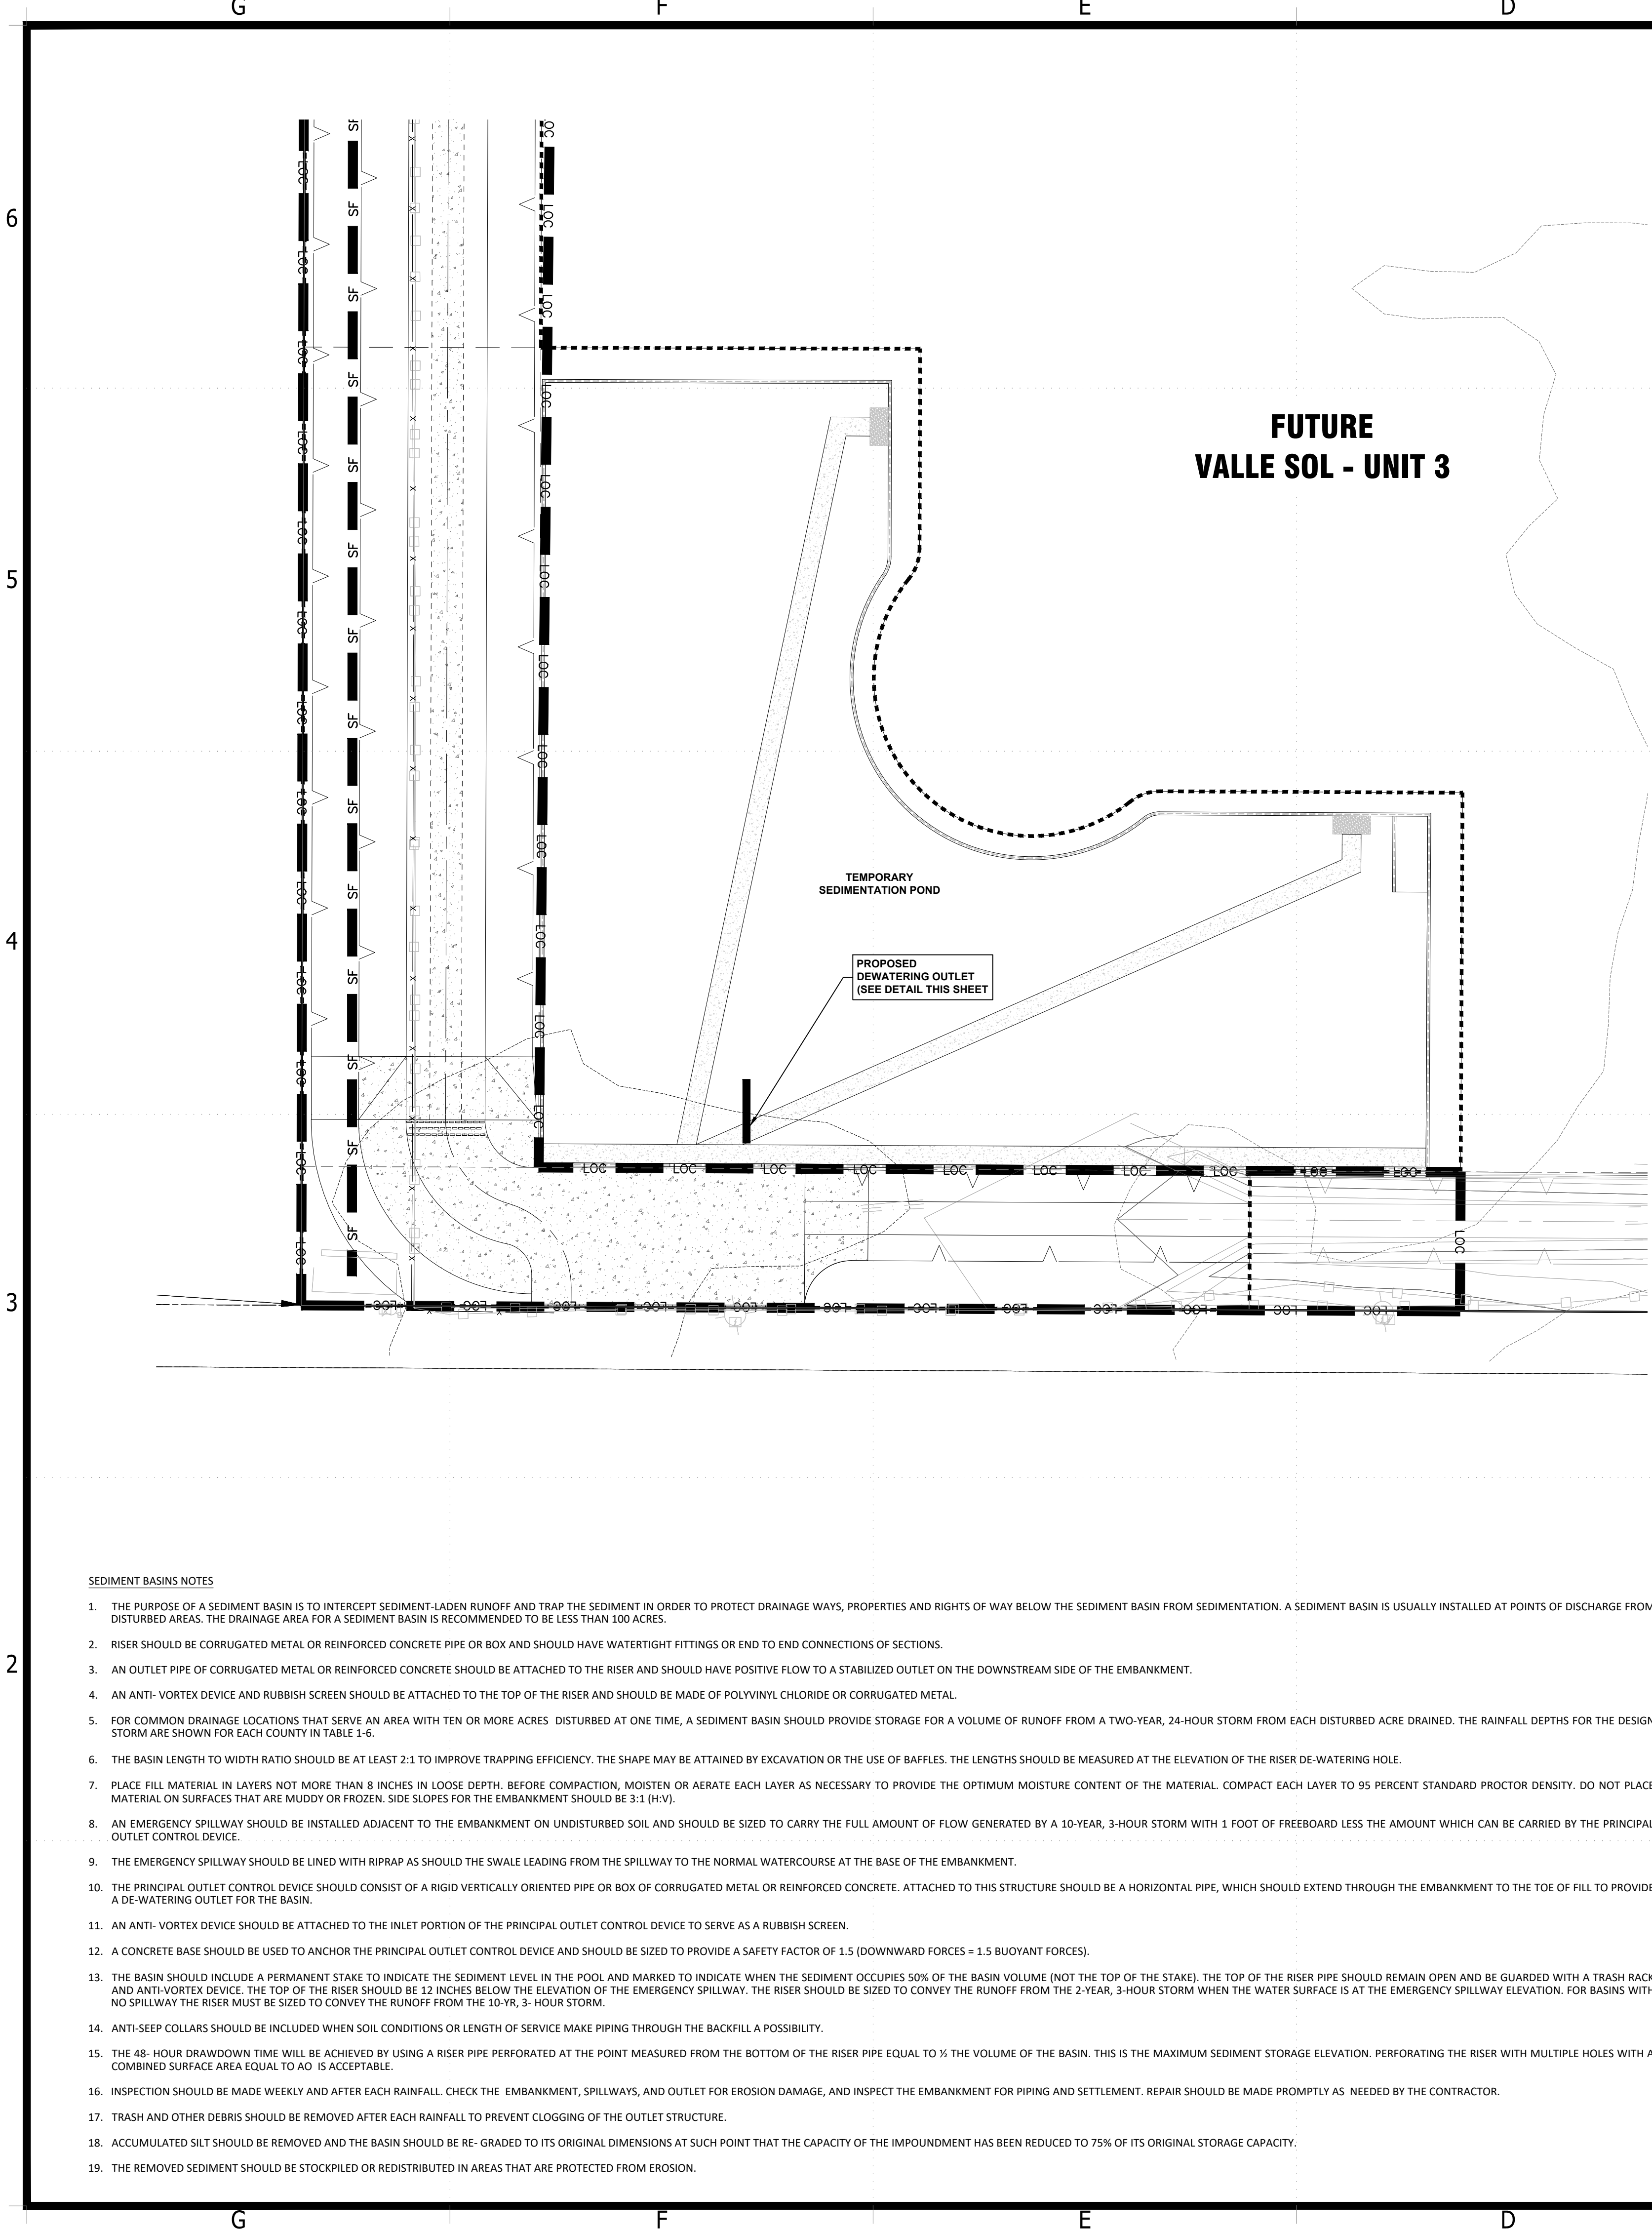 G F E D
6
FUTURE
VALLE SOL - UNIT 3
5
TEMPORARY
SEDIMENTATION POND
4
PROPOSED
DEWATERING OUTLET
(SEE DETAIL THIS SHEET
LOC LOC LOC LOC LOC LOC LOC LOC LOC LOC
SF
3
LOC
2
SEDIMENT BASINS NOTES
1. THE PURPOSE OF A SEDIMENT BASIN IS TO INTERCEPT SEDIMENT-LADEN RUNOFF AND TRAP THE SEDIMENT IN ORDER TO PROTECT DRAINAGE WAYS, PROPERTIES AND RIGHTS OF WAY BELOW THE SEDIMENT BASIN FROM SEDIMENTATION. A SEDIMENT BASIN IS USUALLY INSTALLED AT POINTS OF DISCHARGE FROM
DISTURBED AREAS. THE DRAINAGE AREA FOR A SEDIMENT BASIN IS RECOMMENDED TO BE LESS THAN 100 ACRES.
2. RISER SHOULD BE CORRUGATED METAL OR REINFORCED CONCRETE PIPE OR BOX AND SHOULD HAVE WATERTIGHT FITTINGS OR END TO END CONNECTIONS OF SECTIONS.
3. AN OUTLET PIPE OF CORRUGATED METAL OR REINFORCED CONCRETE SHOULD BE ATTACHED TO THE RISER AND SHOULD HAVE POSITIVE FLOW TO A STABILIZED OUTLET ON THE DOWNSTREAM SIDE OF THE EMBANKMENT.
4. AN ANTI- VORTEX DEVICE AND RUBBISH SCREEN SHOULD BE ATTACHED TO THE TOP OF THE RISER AND SHOULD BE MADE OF POLYVINYL CHLORIDE OR CORRUGATED METAL.
5. FOR COMMON DRAINAGE LOCATIONS THAT SERVE AN AREA WITH TEN OR MORE ACRES DISTURBED AT ONE TIME, A SEDIMENT BASIN SHOULD PROVIDE STORAGE FOR A VOLUME OF RUNOFF FROM A TWO-YEAR, 24-HOUR STORM FROM EACH DISTURBED ACRE DRAINED. THE RAINFALL DEPTHS FOR THE DESIGN
STORM ARE SHOWN FOR EACH COUNTY IN TABLE 1-6.
6. THE BASIN LENGTH TO WIDTH RATIO SHOULD BE AT LEAST 2:1 TO IMPROVE TRAPPING EFFICIENCY. THE SHAPE MAY BE ATTAINED BY EXCAVATION OR THE USE OF BAFFLES. THE LENGTHS SHOULD BE MEASURED AT THE ELEVATION OF THE RISER DE-WATERING HOLE.
7. PLACE FILL MATERIAL IN LAYERS NOT MORE THAN 8 INCHES IN LOOSE DEPTH. BEFORE COMPACTION, MOISTEN OR AERATE EACH LAYER AS NECESSARY TO PROVIDE THE OPTIMUM MOISTURE CONTENT OF THE MATERIAL. COMPACT EACH LAYER TO 95 PERCENT STANDARD PROCTOR DENSITY. DO NOT PLACE
MATERIAL ON SURFACES THAT ARE MUDDY OR FROZEN. SIDE SLOPES FOR THE EMBANKMENT SHOULD BE 3:1 (H:V).
8. AN EMERGENCY SPILLWAY SHOULD BE INSTALLED ADJACENT TO THE EMBANKMENT ON UNDISTURBED SOIL AND SHOULD BE SIZED TO CARRY THE FULL AMOUNT OF FLOW GENERATED BY A 10-YEAR, 3-HOUR STORM WITH 1 FOOT OF FREEBOARD LESS THE AMOUNT WHICH CAN BE CARRIED BY THE PRINCIPAL
OUTLET CONTROL DEVICE.
9. THE EMERGENCY SPILLWAY SHOULD BE LINED WITH RIPRAP AS SHOULD THE SWALE LEADING FROM THE SPILLWAY TO THE NORMAL WATERCOURSE AT THE BASE OF THE EMBANKMENT.
10. THE PRINCIPAL OUTLET CONTROL DEVICE SHOULD CONSIST OF A RIGID VERTICALLY ORIENTED PIPE OR BOX OF CORRUGATED METAL OR REINFORCED CONCRETE. ATTACHED TO THIS STRUCTURE SHOULD BE A HORIZONTAL PIPE, WHICH SHOULD EXTEND THROUGH THE EMBANKMENT TO THE TOE OF FILL TO PROVIDE
A DE-WATERING OUTLET FOR THE BASIN.
11. AN ANTI- VORTEX DEVICE SHOULD BE ATTACHED TO THE INLET PORTION OF THE PRINCIPAL OUTLET CONTROL DEVICE TO SERVE AS A RUBBISH SCREEN.
12. A CONCRETE BASE SHOULD BE USED TO ANCHOR THE PRINCIPAL OUTLET CONTROL DEVICE AND SHOULD BE SIZED TO PROVIDE A SAFETY FACTOR OF 1.5 (DOWNWARD FORCES = 1.5 BUOYANT FORCES).
13. THE BASIN SHOULD INCLUDE A PERMANENT STAKE TO INDICATE THE SEDIMENT LEVEL IN THE POOL AND MARKED TO INDICATE WHEN THE SEDIMENT OCCUPIES 50% OF THE BASIN VOLUME (NOT THE TOP OF THE STAKE). THE TOP OF THE RISER PIPE SHOULD REMAIN OPEN AND BE GUARDED WITH A TRASH RACK
AND ANTI-VORTEX DEVICE. THE TOP OF THE RISER SHOULD BE 12 INCHES BELOW THE ELEVATION OF THE EMERGENCY SPILLWAY. THE RISER SHOULD BE SIZED TO CONVEY THE RUNOFF FROM THE 2-YEAR, 3-HOUR STORM WHEN THE WATER SURFACE IS AT THE EMERGENCY SPILLWAY ELEVATION. FOR BASINS WITH
NO SPILLWAY THE RISER MUST BE SIZED TO CONVEY THE RUNOFF FROM THE 10-YR, 3- HOUR STORM.
14. ANTI-SEEP COLLARS SHOULD BE INCLUDED WHEN SOIL CONDITIONS OR LENGTH OF SERVICE MAKE PIPING THROUGH THE BACKFILL A POSSIBILITY.
15. THE 48- HOUR DRAWDOWN TIME WILL BE ACHIEVED BY USING A RISER PIPE PERFORATED AT THE POINT MEASURED FROM THE BOTTOM OF THE RISER PIPE EQUAL TO ½ THE VOLUME OF THE BASIN. THIS IS THE MAXIMUM SEDIMENT STORAGE ELEVATION. PERFORATING THE RISER WITH MULTIPLE HOLES WITH A
COMBINED SURFACE AREA EQUAL TO AO IS ACCEPTABLE.
16. INSPECTION SHOULD BE MADE WEEKLY AND AFTER EACH RAINFALL. CHECK THE EMBANKMENT, SPILLWAYS, AND OUTLET FOR EROSION DAMAGE, AND INSPECT THE EMBANKMENT FOR PIPING AND SETTLEMENT. REPAIR SHOULD BE MADE PROMPTLY AS NEEDED BY THE CONTRACTOR.
17. TRASH AND OTHER DEBRIS SHOULD BE REMOVED AFTER EACH RAINFALL TO PREVENT CLOGGING OF THE OUTLET STRUCTURE.
18. ACCUMULATED SILT SHOULD BE REMOVED AND THE BASIN SHOULD BE RE- GRADED TO ITS ORIGINAL DIMENSIONS AT SUCH POINT THAT THE CAPACITY OF THE IMPOUNDMENT HAS BEEN REDUCED TO 75% OF ITS ORIGINAL STORAGE CAPACITY.
19. THE REMOVED SEDIMENT SHOULD BE STOCKPILED OR REDISTRIBUTED IN AREAS THAT ARE PROTECTED FROM EROSION.
G F E D